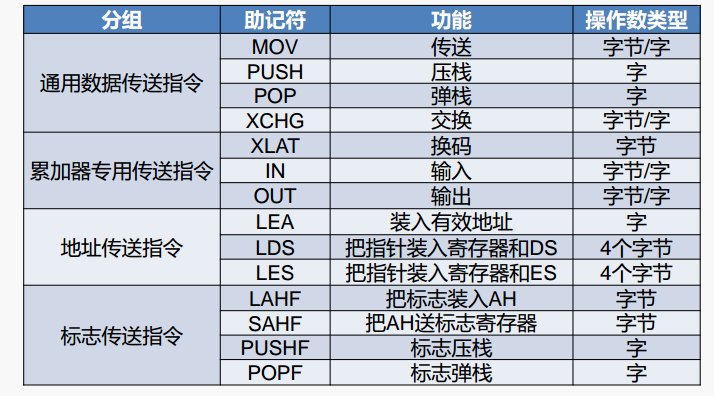 分组 助记符 功能 操作数类型
通用数据传送指令
MOV 传送 字节/字
PUSH 压栈 字
POP 弹栈 字
XCHG 交换 字节/字
累加器专用传送指令
XLAT 换码 字节
IN 输入 字节/字
OUT 输出 字节/字
地址传送指令
LEA 装入有效地址 字
LDS 把指针装入寄存器和DS 4个字节
LES 把指针装入寄存器和ES 4个字节
标志传送指令
LAHF 把标志装入AH 字节
SAHF 把AH送标志寄存器 字节
PUSHF 标志压栈 字
POPF 标志弹栈 字